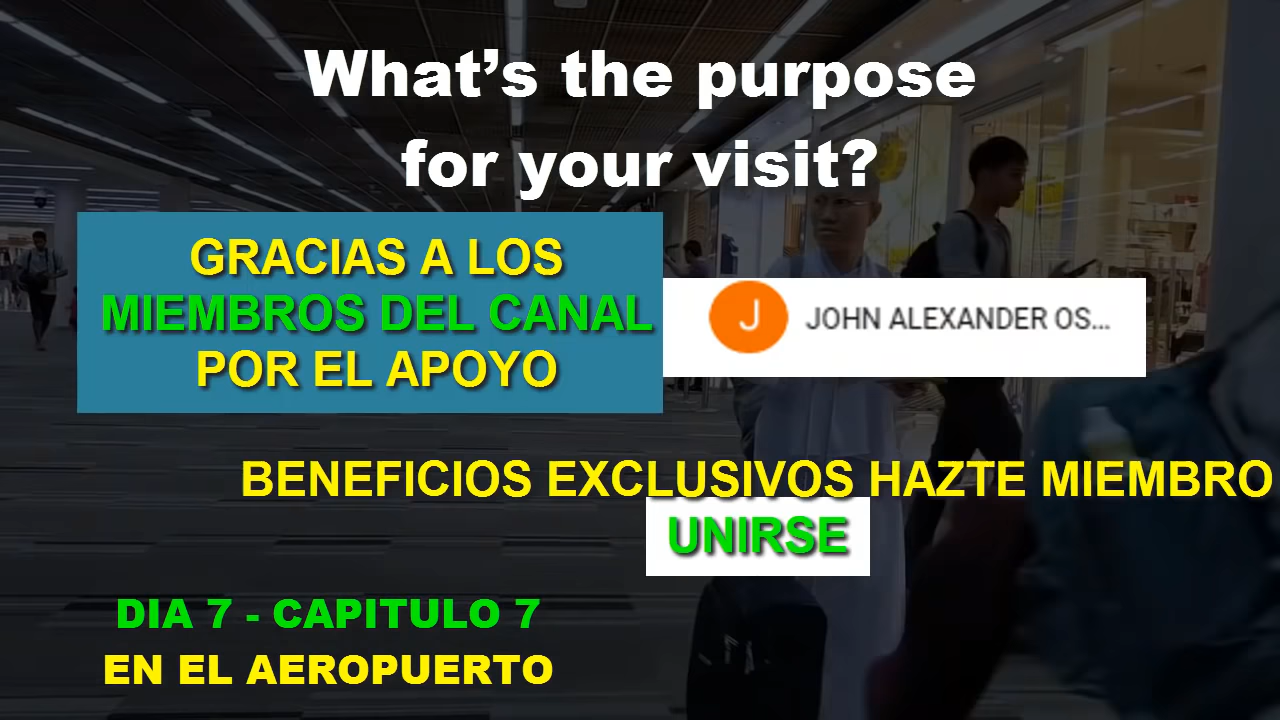 What's the purpose
for your visit?
GRACIAS A LOS
MIEMBROS DEL CANAL
POR EL APOYO
J
JOHN ALEXANDER OS...
BENEFICIOS EXCLUSIVOS HAZTE MIEMBRO
UNIRSE
DIA 7 - CAPITULO 7
EN EL AEROPUERTO